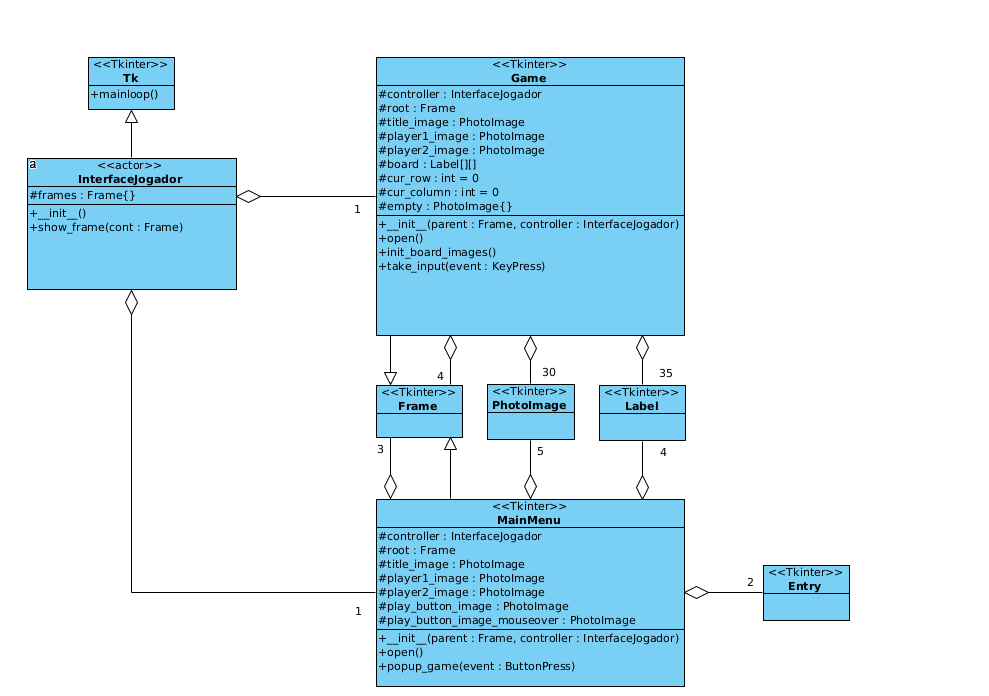 <<Tkinter>>
Tk
+mainloop()
a
<<actor>>
InterfaceJogador
#frames : Frame{}
+__init__()
+show_frame(cont : Frame)
1
<<Tkinter>>
Game
#controller : InterfaceJogador
#root : Frame
#title_image : PhotoImage
#player1_image : PhotoImage
#player2_image : PhotoImage
#board : Label[][]
#cur_row : int = 0
#cur_column : int = 0
#empty : PhotoImage{}
+__init__(parent : Frame, controller : InterfaceJogador)
+open()
+init_board_images()
+take_input(event : KeyPress)
4
30
35
<<Tkinter>>
Frame
<<Tkinter>>
PhotoImage
<<Tkinter>>
Label
3
5
4
<<Tkinter>>
MainMenu
#controller : InterfaceJogador
#root : Frame
#title_image : PhotoImage
#player1_image : PhotoImage
#player2_image : PhotoImage
#play_button_image : PhotoImage
#play_button_image_mouseover : PhotoImage
+__init__(parent : Frame, controller : InterfaceJogador)
+open()
+popup_game(event : ButtonPress)
1
2
<<Tkinter>>
Entry